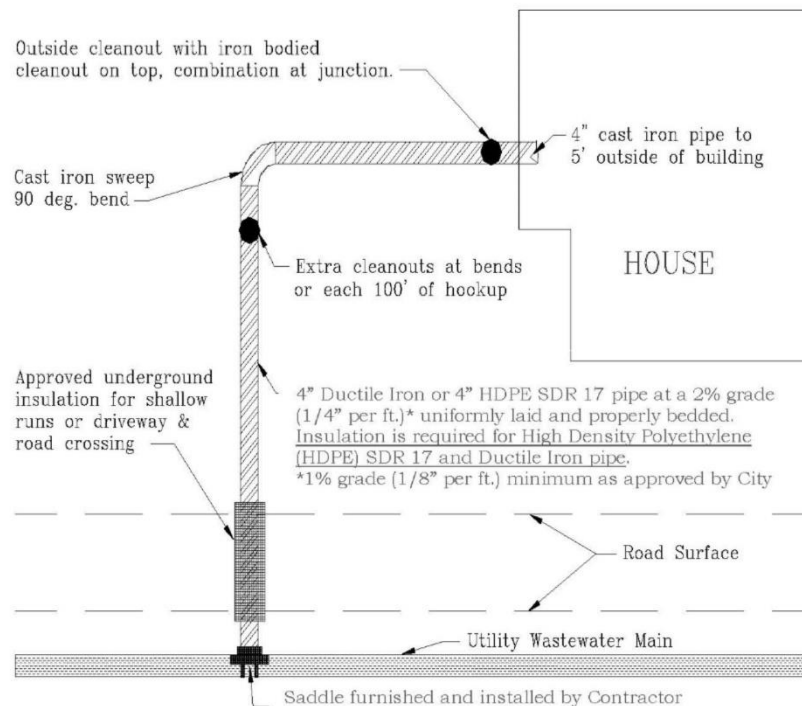 Outside cleanout with iron bodied
cleanout on top, combination at junction.
4" cast iron pipe to
5' outside of building
Cast iron sweep
90 deg. bend
Extra cleanouts at bends
or each 100' of hookup
HOUSE
Approved underground
insulation for shallow
runs or driveway &
road crossing
4" Ductile Iron or 4" HDPE SDR 17 pipe at a 2% grade
(1/4" per ft.)* uniformly laid and properly bedded.
Insulation is required for High Density Polyethylene
(HDPE) SDR 17 and Ductile Iron pipe.
*1% grade (1/8" per ft.) minimum as approved by City
Road Surface
Utility Wastewater Main
Saddle furnished and installed by Contractor